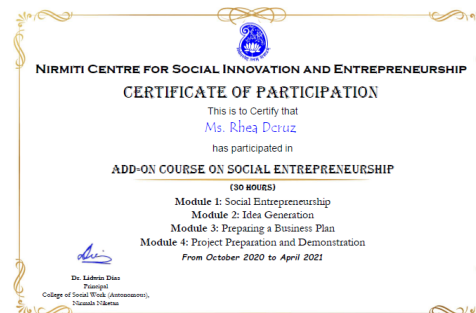 NIRMITI CENTRE FOR SOCIAL INNOVATION AND ENTREPRENEURSHIP
CERTIFICATE OF PARTICIPATION
This is to Certify that
Ms. Rhea Dcruz
has participated in
ADD-ON COURSE ON SOCIAL ENTREPRENEURSHIP
(30 HOURS)
Module 1: Social Entrepreneurship
Module 2: Idea Generation
Module 3: Preparing a Business Plan
Module 4: Project Preparation and Demonstration
From October 2020 to April 2021
Dr. Lidwin Dias
Principal
College of Social Work (Autonomous),
Nirmala Niketan